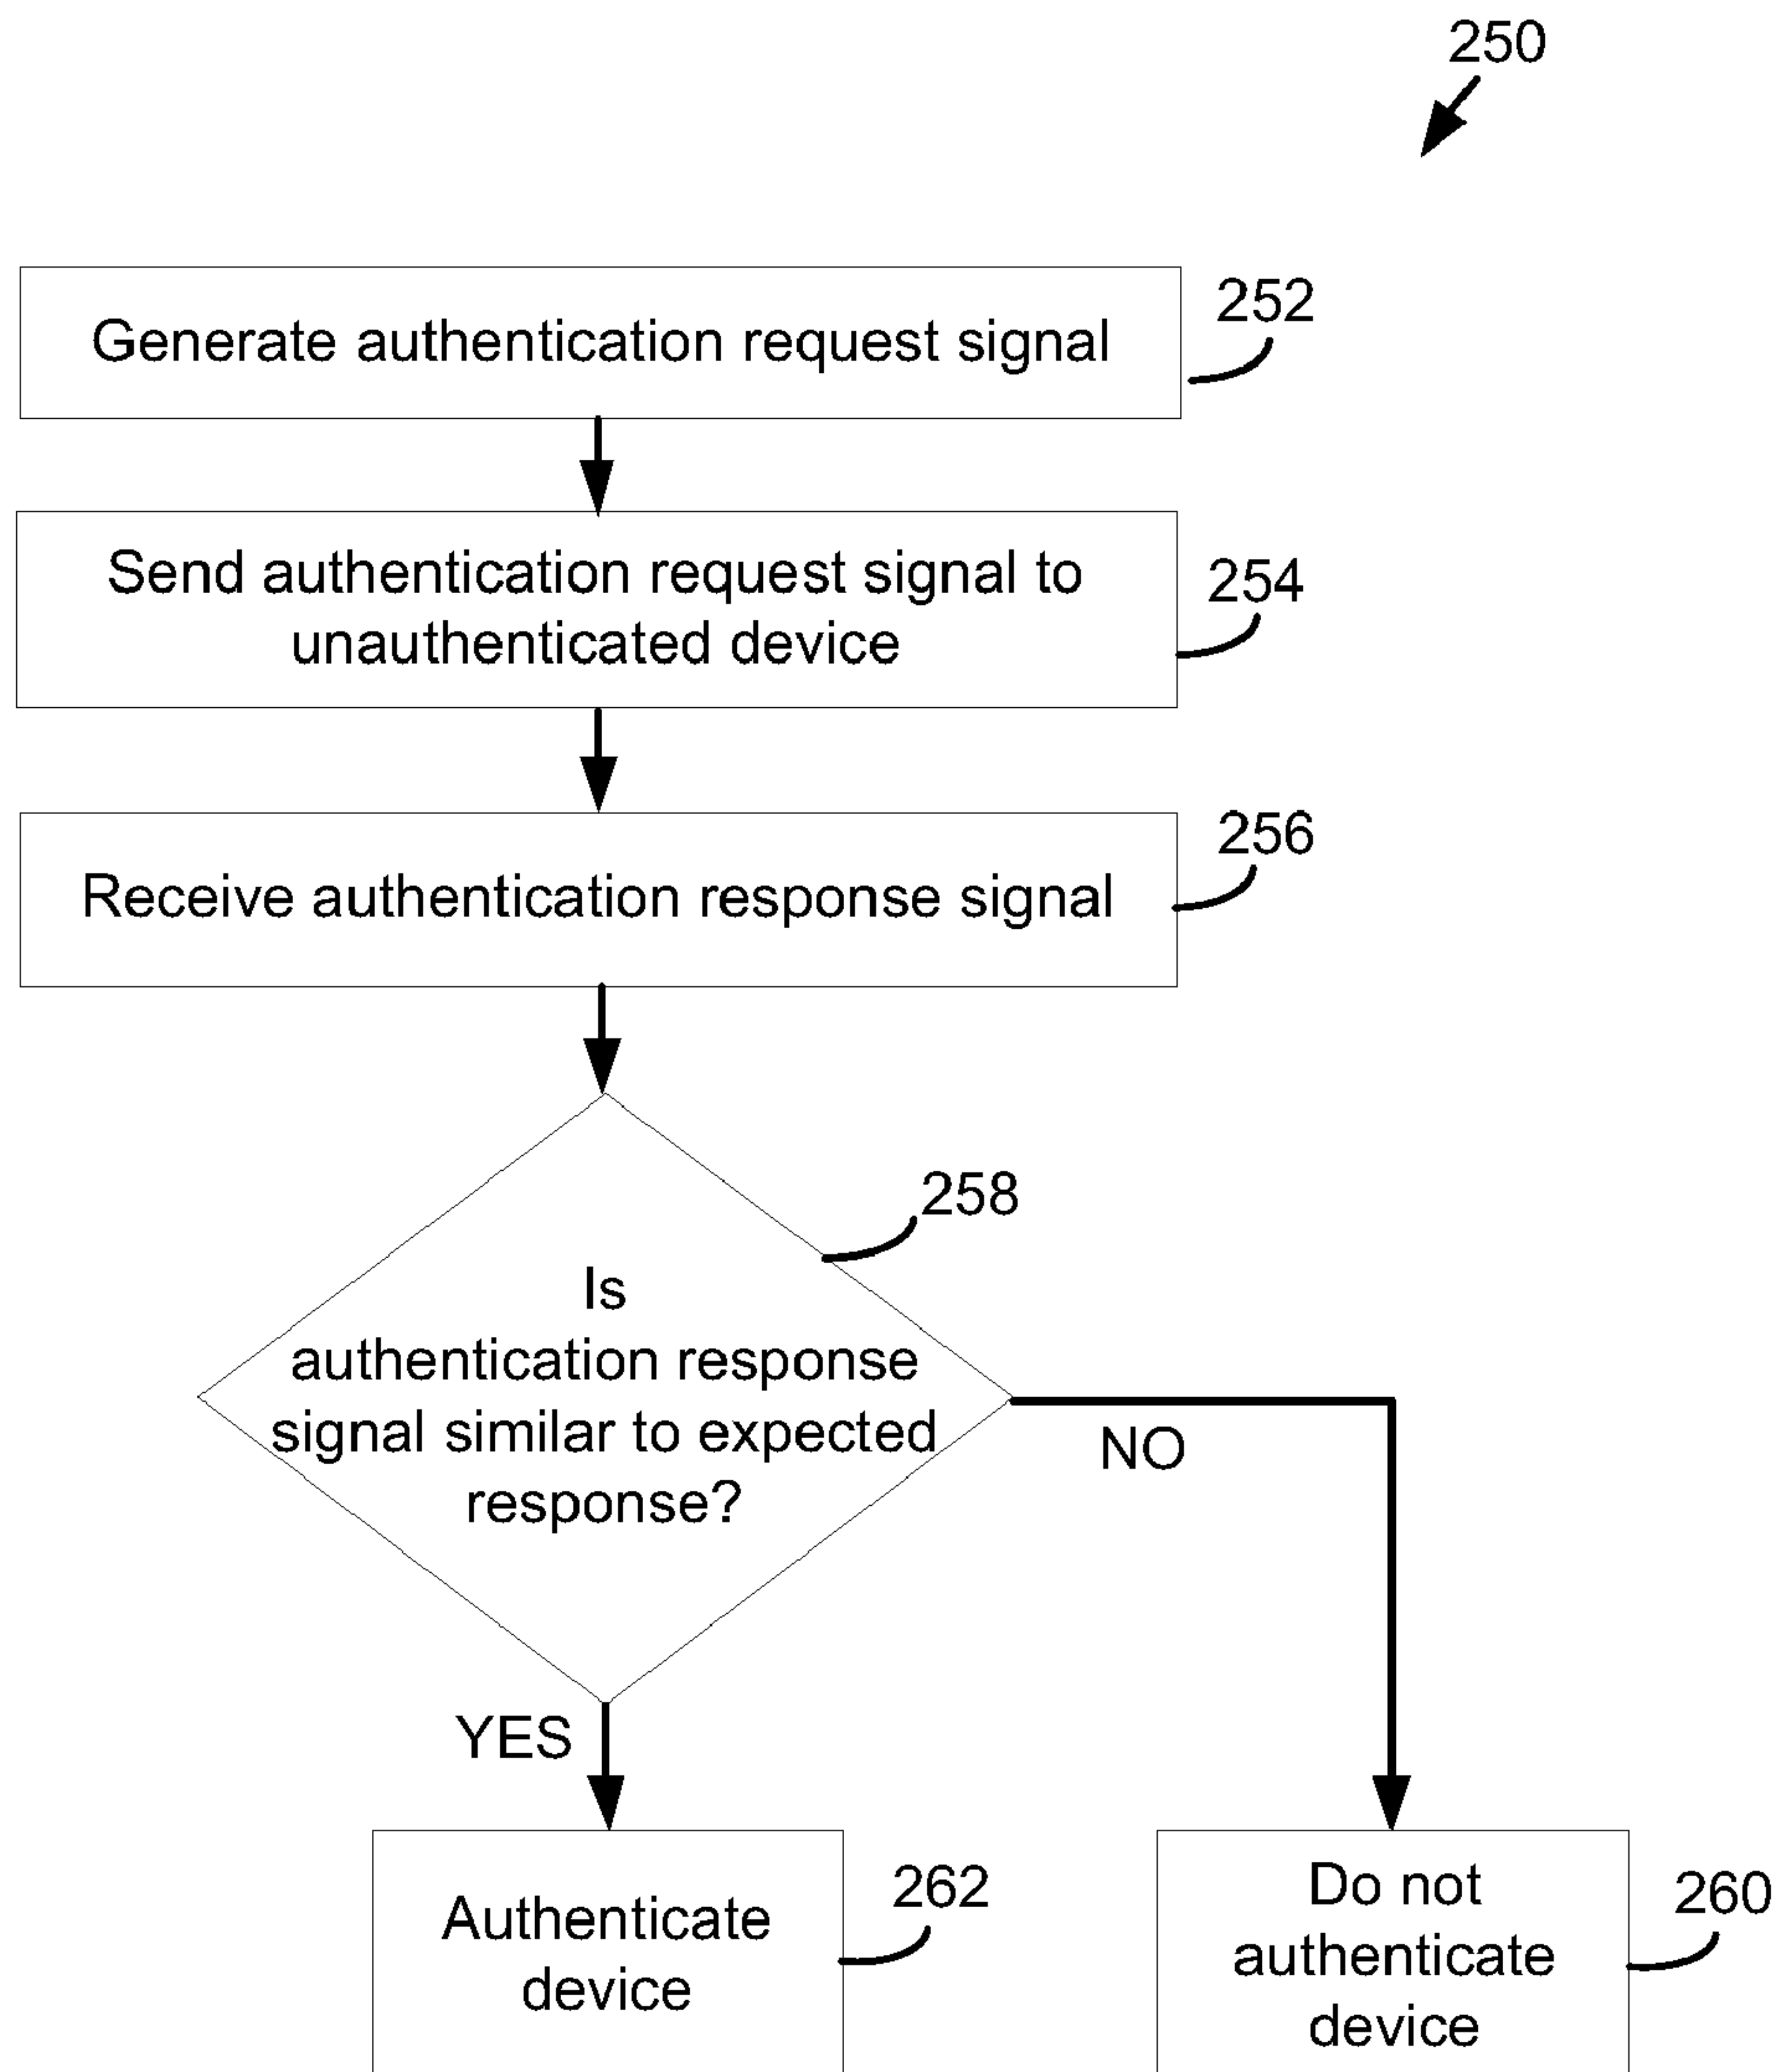 250
Generate authentication request signal
252
Send authentication request signal to
unauthenticated device
254
Receive authentication response signal
256
258
Is
authentication response
signal similar to expected
response?
NO
YES
Authenticate
device
262
Do not
authenticate
device
260